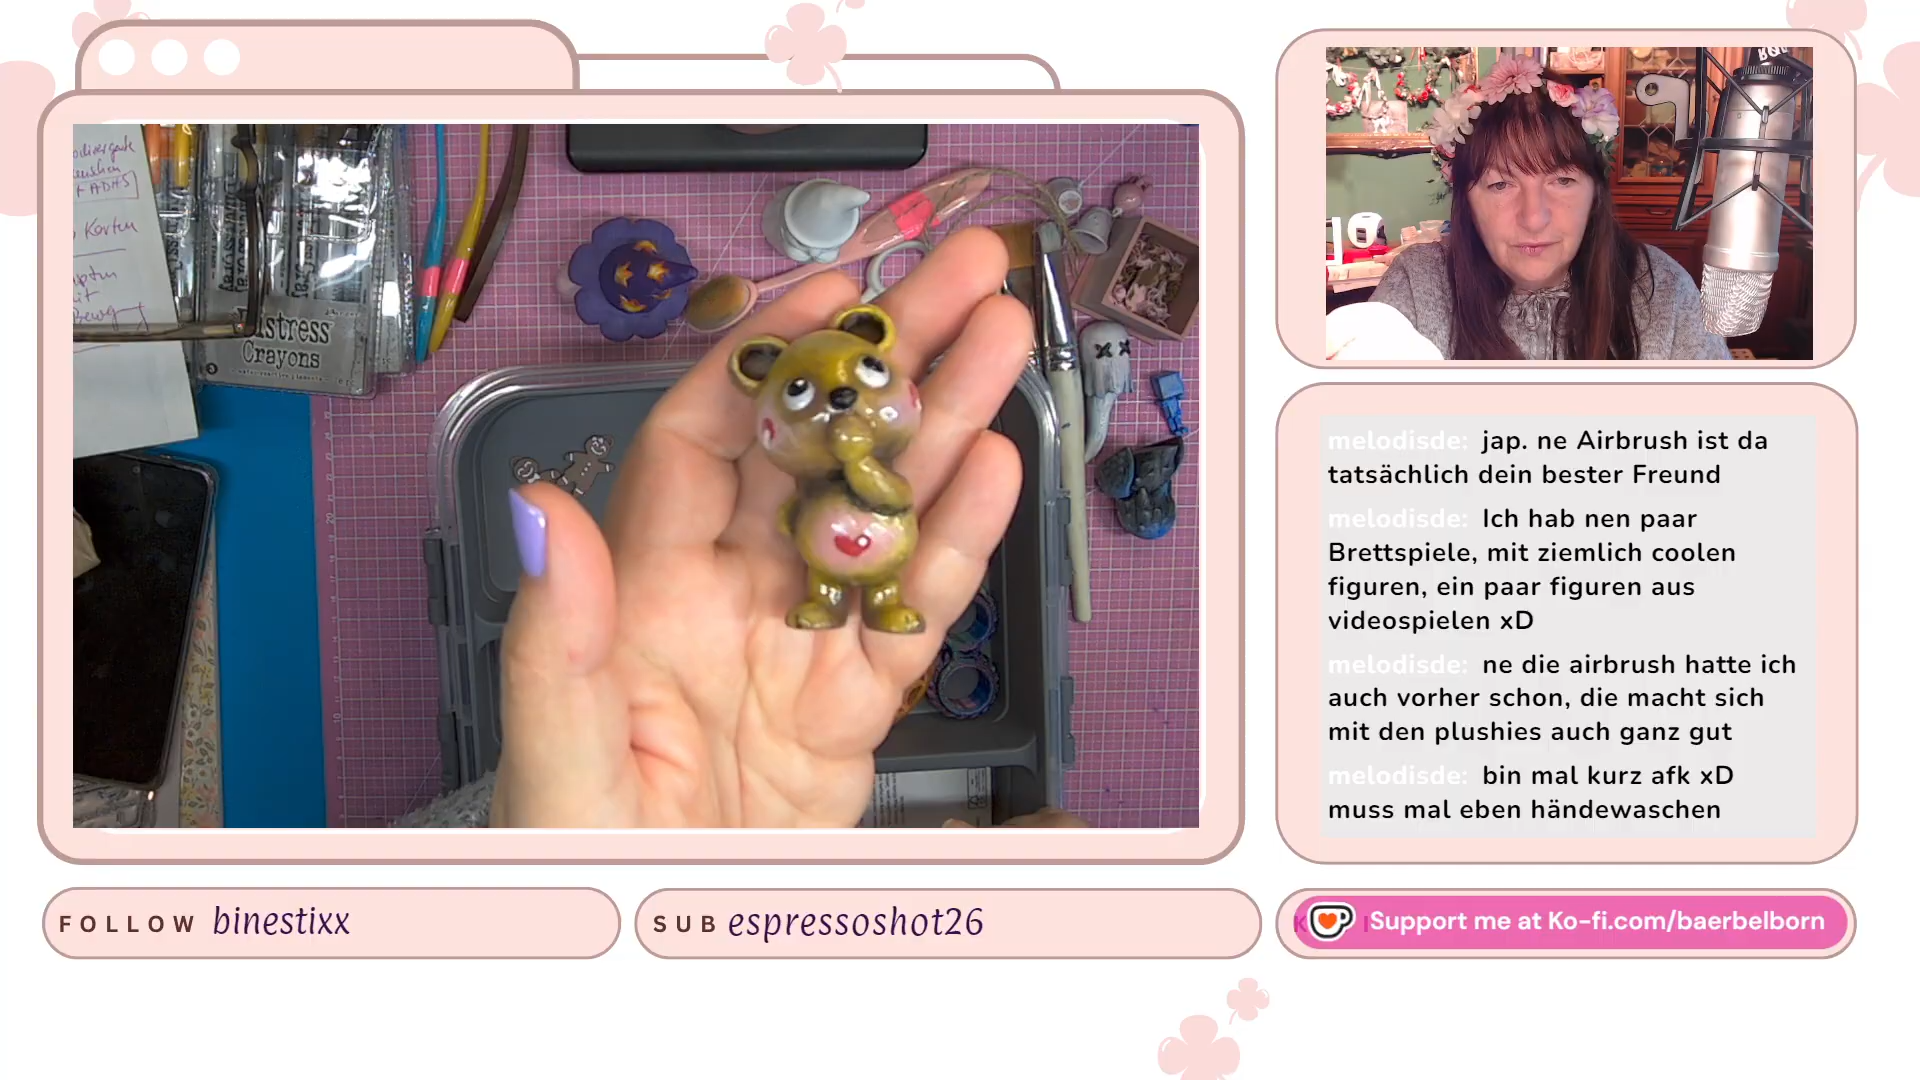 + ADHS
Korten
Bewegung
Distress
Crayons
melodisde: jap. ne Airbrush ist da
tatsächlich dein bester Freund
melodisde: Ich hab nen paar
Brettspiele, mit ziemlich coolen
figuren, ein paar figuren aus
videospielen xD
melodisde: ne die airbrush hatte ich
auch vorher schon, die macht sich
mit den plushies auch ganz gut
melodisde: bin mal kurz afk xD
muss mal eben händewaschen
FOLLOW binestixx
SUB espressoshot26
Support me at Ko-fi.com/baerbelborn